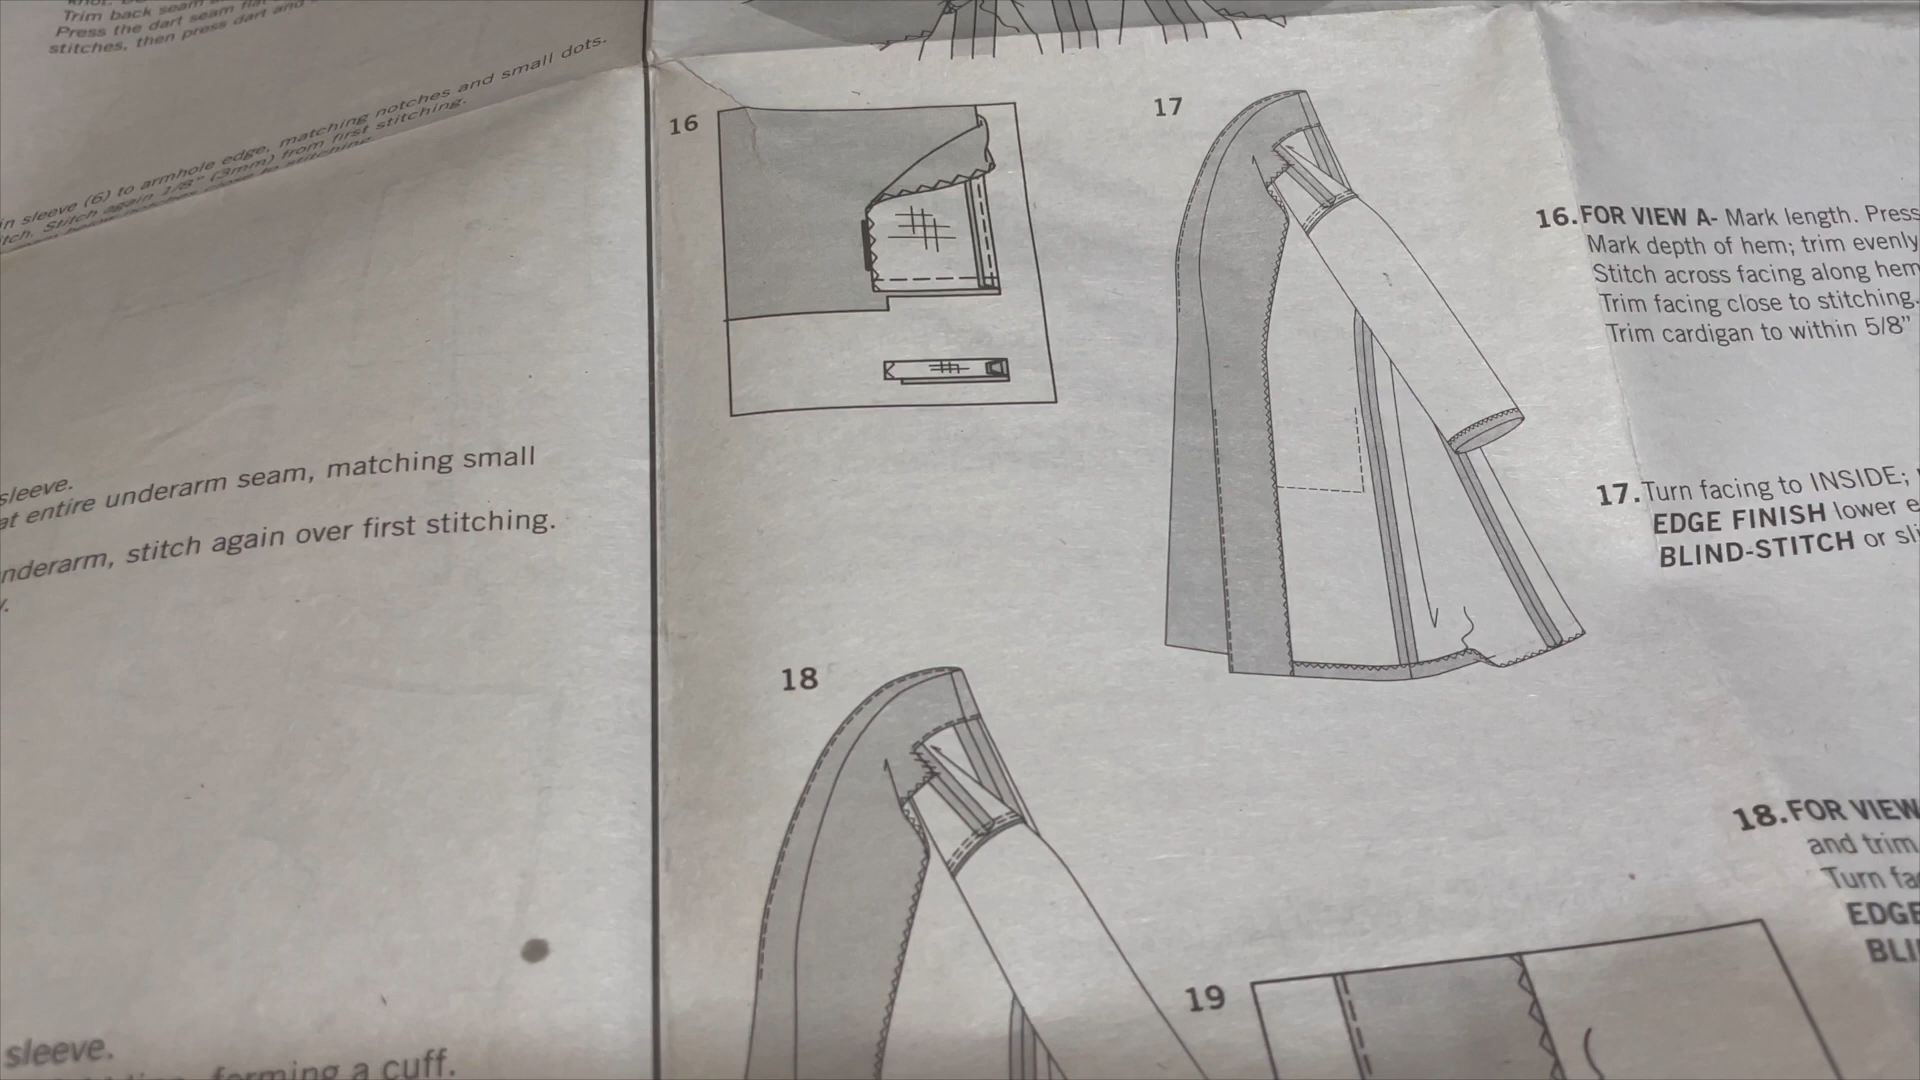 Trim back seam
Press the dart seam
stitches, then press dart and
in sleeve (6) to armhole edge, matching notches and small dots.
Stitch again 1/8" (3mm) from first stitching.
close to stitching
sleeve.
at entire underarm seam, matching small
underarm, stitch again over first stitching.
sleeve.
forming a cuff.
16
17
18
19
16. FOR VIEW A- Mark length. Press
Mark depth of hem; trim evenly
Stitch across facing along hem
Trim facing close to stitching.
Trim cardigan to within 5/8"
17. Turn facing to INSIDE;
EDGE FINISH lower e
BLIND-STITCH or sli
18. FOR VIEW
and trim
Turn fa
EDGE
BLI